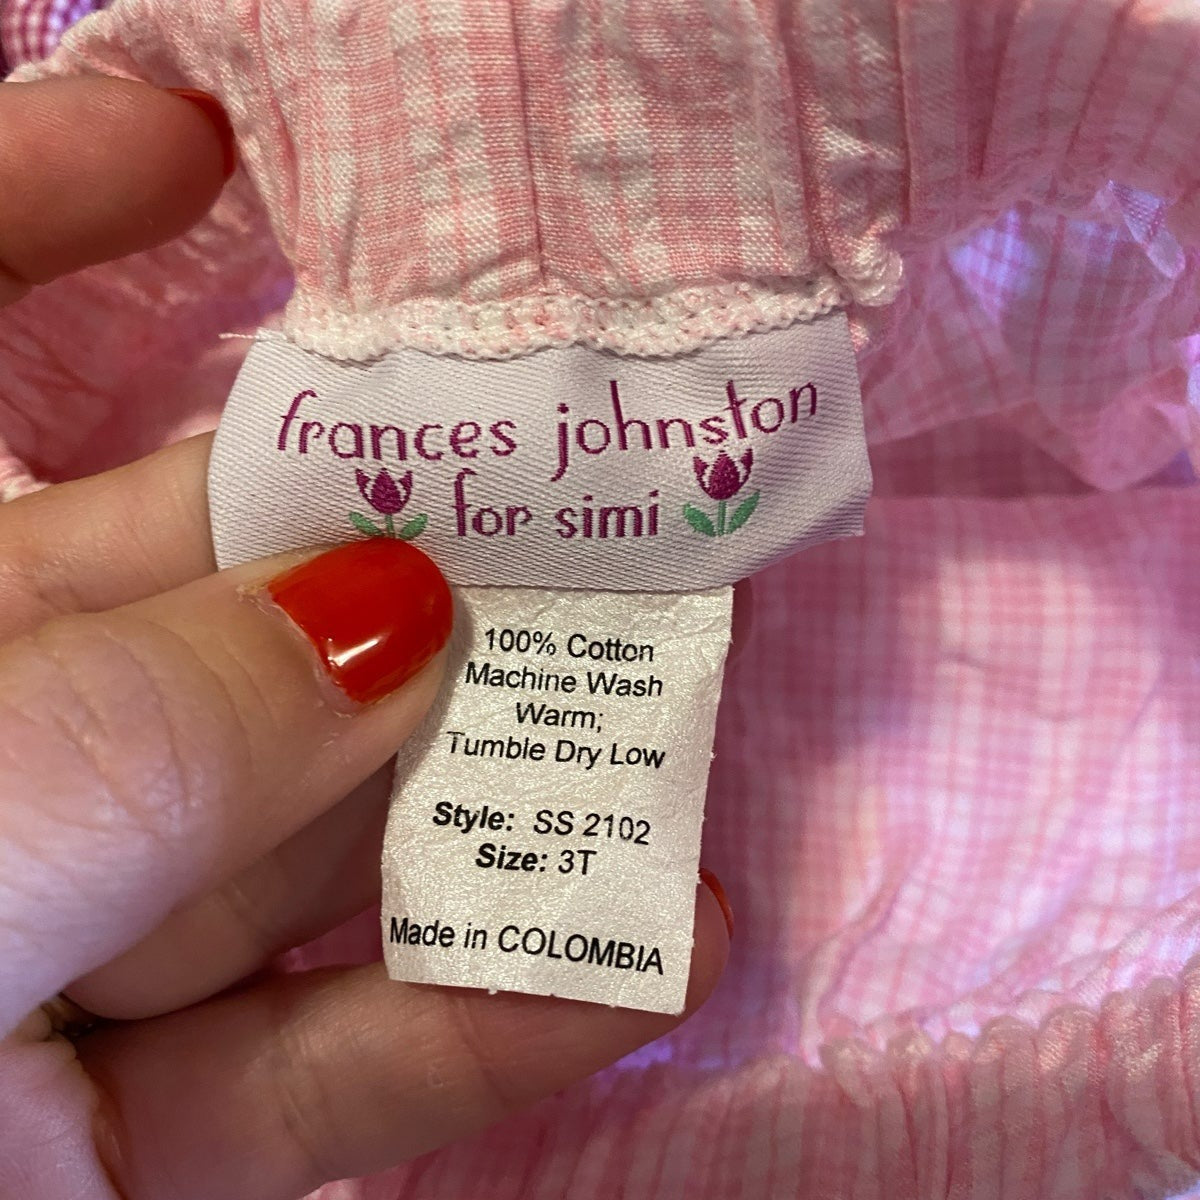 frances johnston
for simi
100% Cotton
Machine Wash
Warm;
Tumble Dry Low
Style: SS 2102
Size: 3T
Made in COLOMBIA